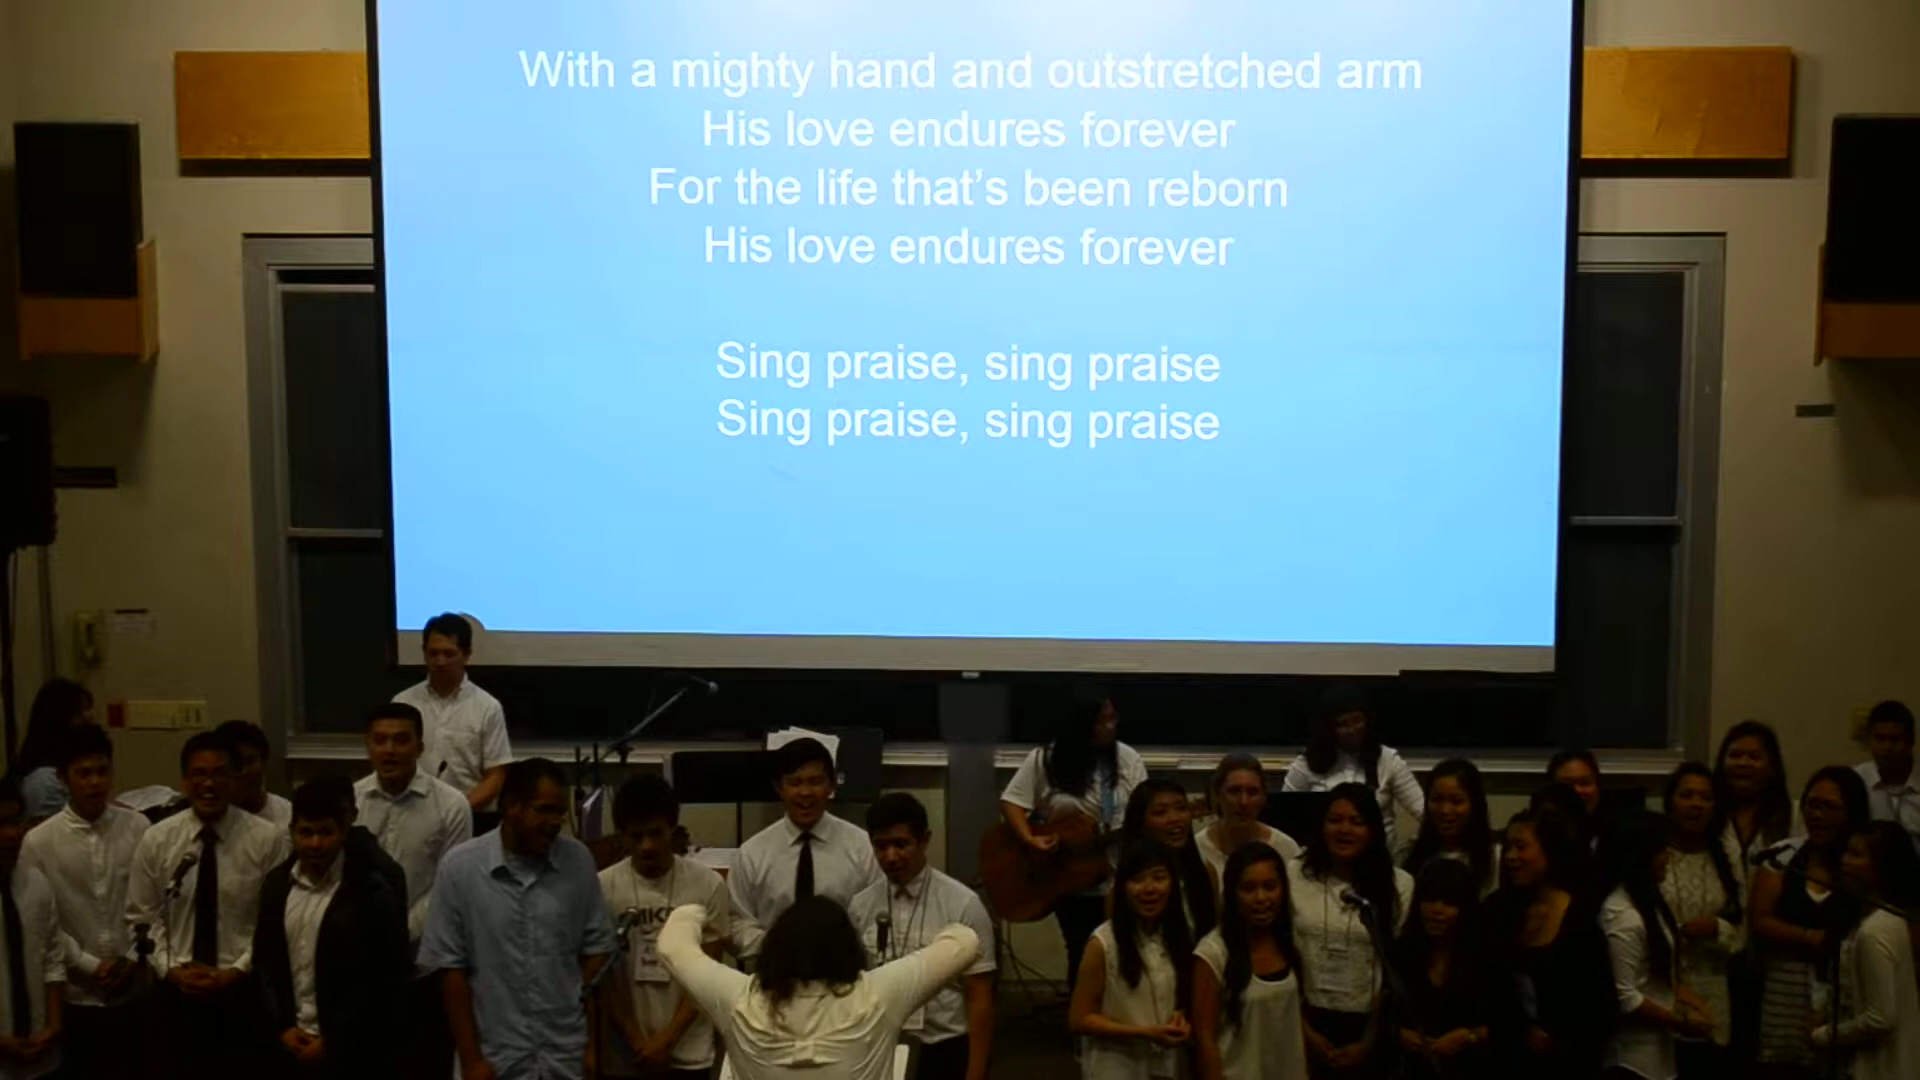 With a mighty hand and outstretched arm
His love endures forever
For the life that's been reborn
His love endures forever
Sing praise, sing praise
Sing praise, sing praise